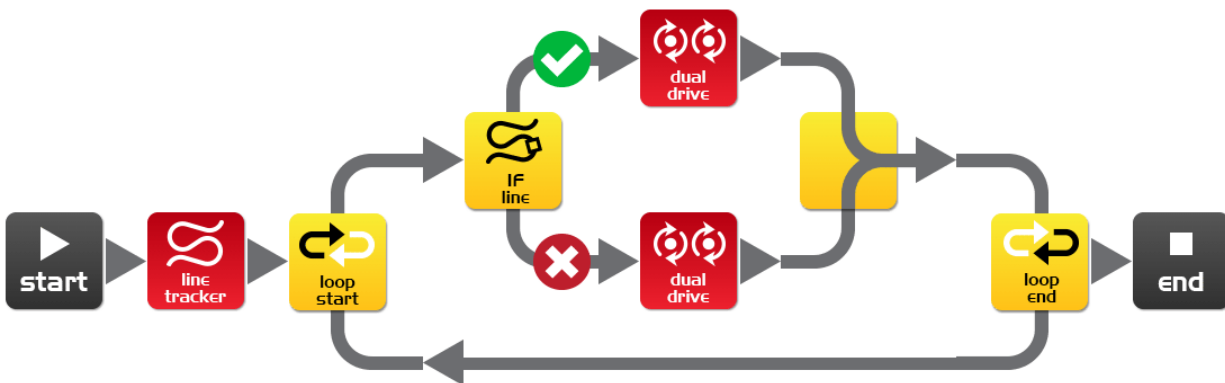 start
line
tracker
loop
start
IF
line
dual
drive
dual
drive
loop
end
end